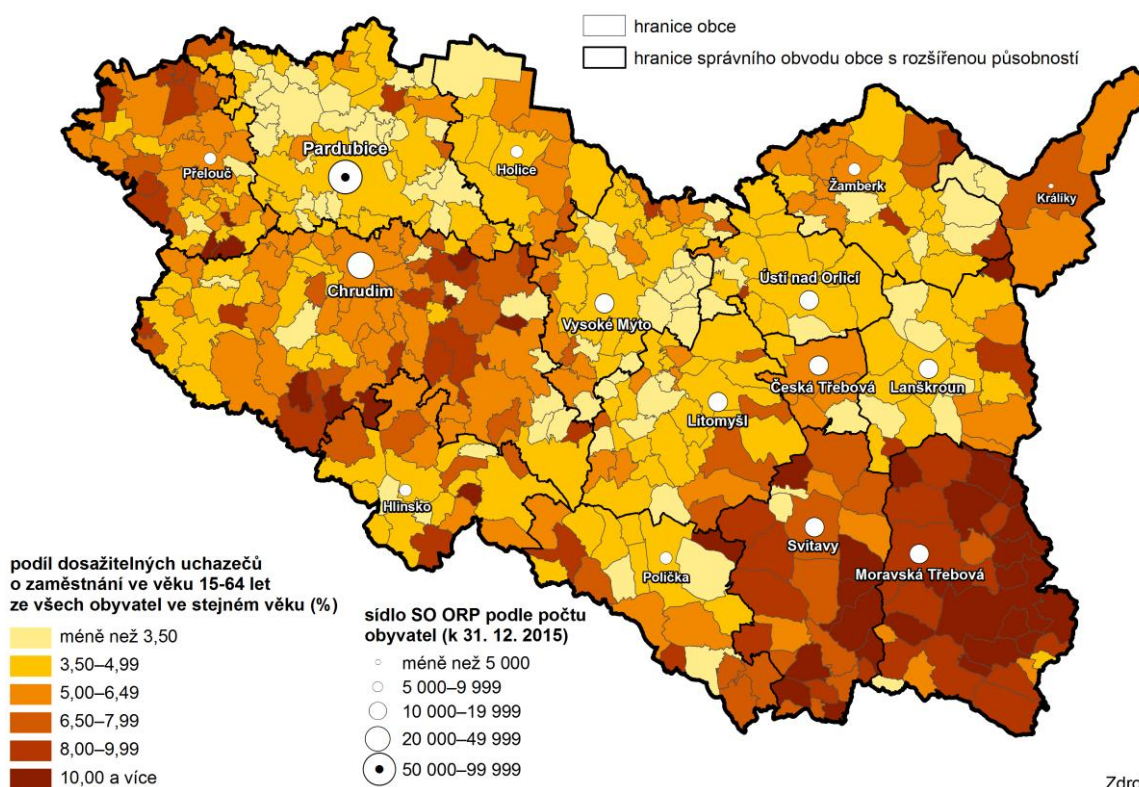 hranice obce
hranice správního obvodu obce s rozšířenou působností
Pardubice
Přelouč
Holice
Žamberk
Králíky
Chrudim
Ústí nad Orlicí
Vysoké Mýto
Česká Třebová
Lanškroun
Litomyšl
Hlinsko
Svitavy
Polička
Moravská Třebová
podíl dosažitelných uchazečů
o zaměstnání ve věku 15-64 let
ze všech obyvatel ve stejném věku (%)
méně než 3,50
3,50–4,99
5,00–6,49
6,50–7,99
8,00–9,99
10,00 a více
sídlo SO ORP podle počtu
obyvatel (k 31. 12. 2015)
méně než 5 000
5 000–9 999
10 000–19 999
20 000–49 999
50 000–99 999
Zdro